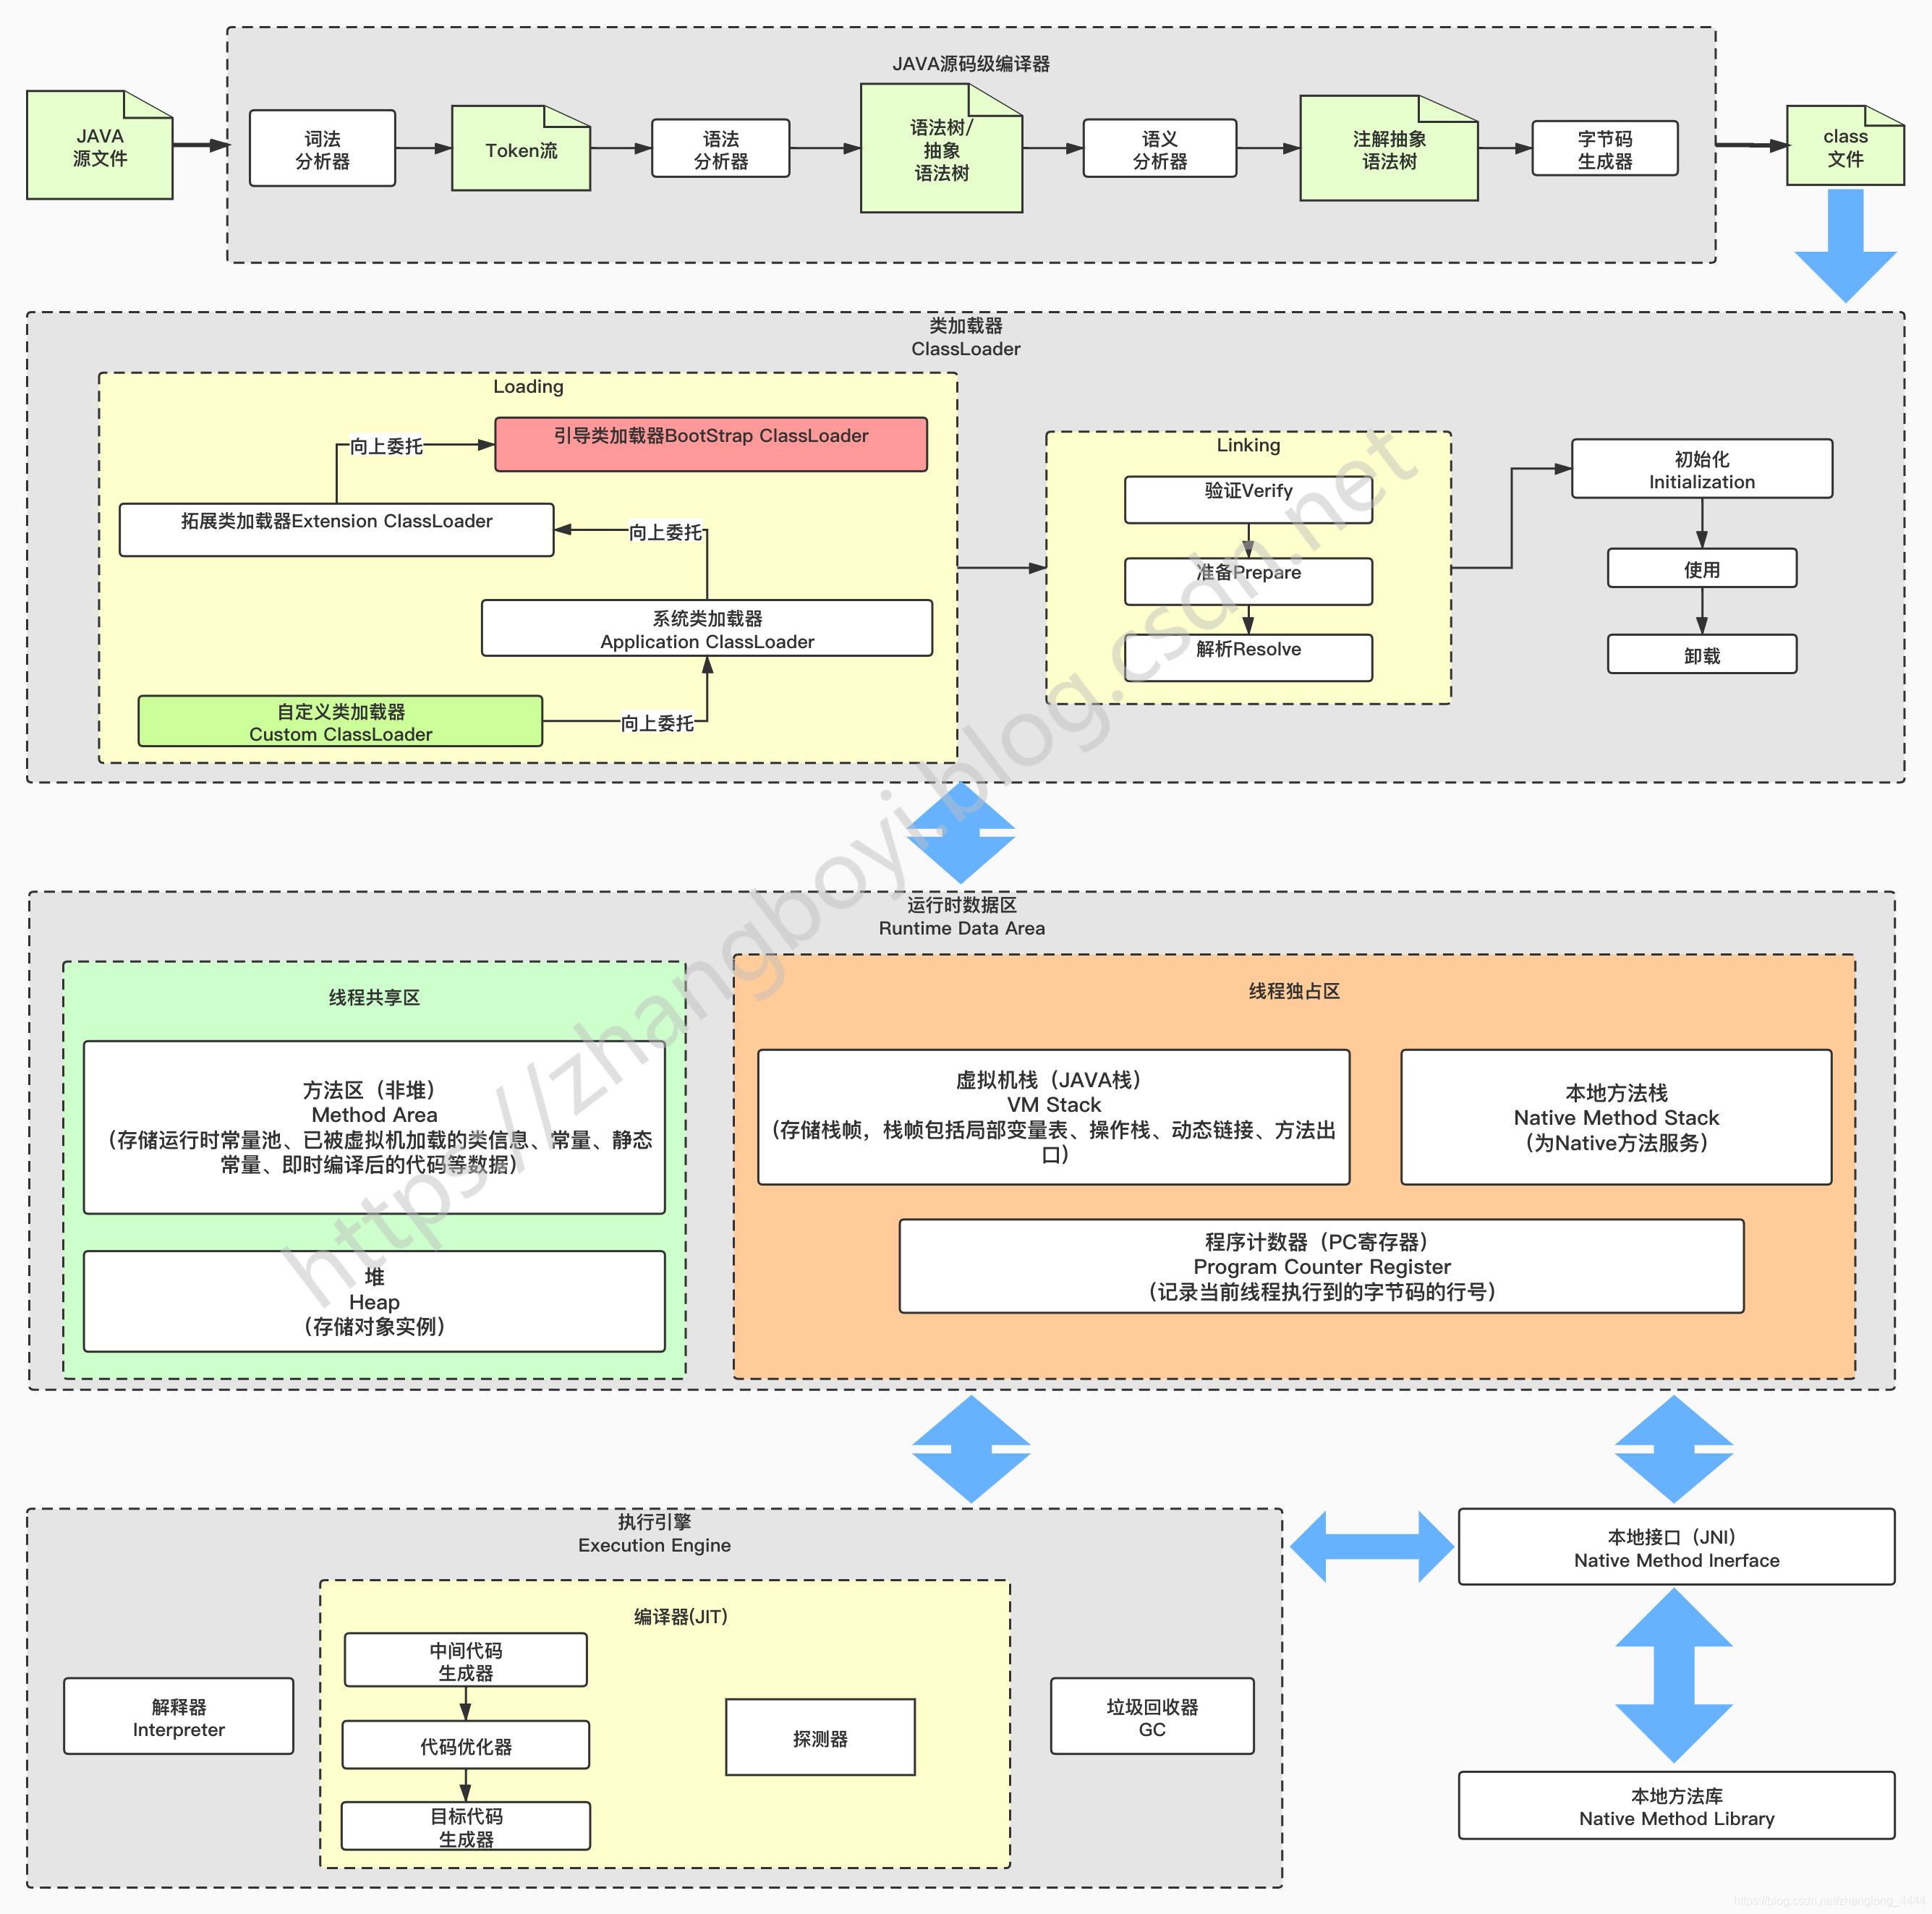 JAVA源码级编译器
JAVA
源文件
词法
分析器
Token流
语法
分析器
语法树/
抽象
语法树
语义
分析器
注解抽象
语法树
字节码
生成器
class
文件
类加载器
ClassLoader
Loading
引导类加载器BootStrap ClassLoader
向上委托
拓展类加载器Extension ClassLoader
向上委托
系统类加载器
Application ClassLoader
自定义类加载器
Custom ClassLoader
向上委托
Linking
验证Verify
准备Prepare
解析Resolve
初始化
Initialization
使用
卸载
运行时数据区
Runtime Data Area
线程共享区
方法区（非堆）
Method Area
（存储运行时常量池、已被虚拟机加载的类信息、常量、静态
常量、即时编译后的代码等数据）
堆
Heap
（存储对象实例）
线程独占区
虚拟机栈（JAVA栈）
VM Stack
（存储栈帧，栈帧包括局部变量表、操作栈、动态链接、方法出
口）
本地方法栈
Native Method Stack
（为Native方法服务）
程序计数器（PC寄存器）
Program Counter Register
（记录当前线程执行到的字节码的行号）
执行引擎
Execution Engine
解释器
Interpreter
编译器(JIT)
中间代码
生成器
代码优化器
目标代码
生成器
探测器
垃圾回收器
GC
本地接口（JNI）
Native Method Inerface
本地方法库
Native Method Library
https://zhangboyi.blog.csdn.net
https://blog.csdn.net/zhanglong_4444